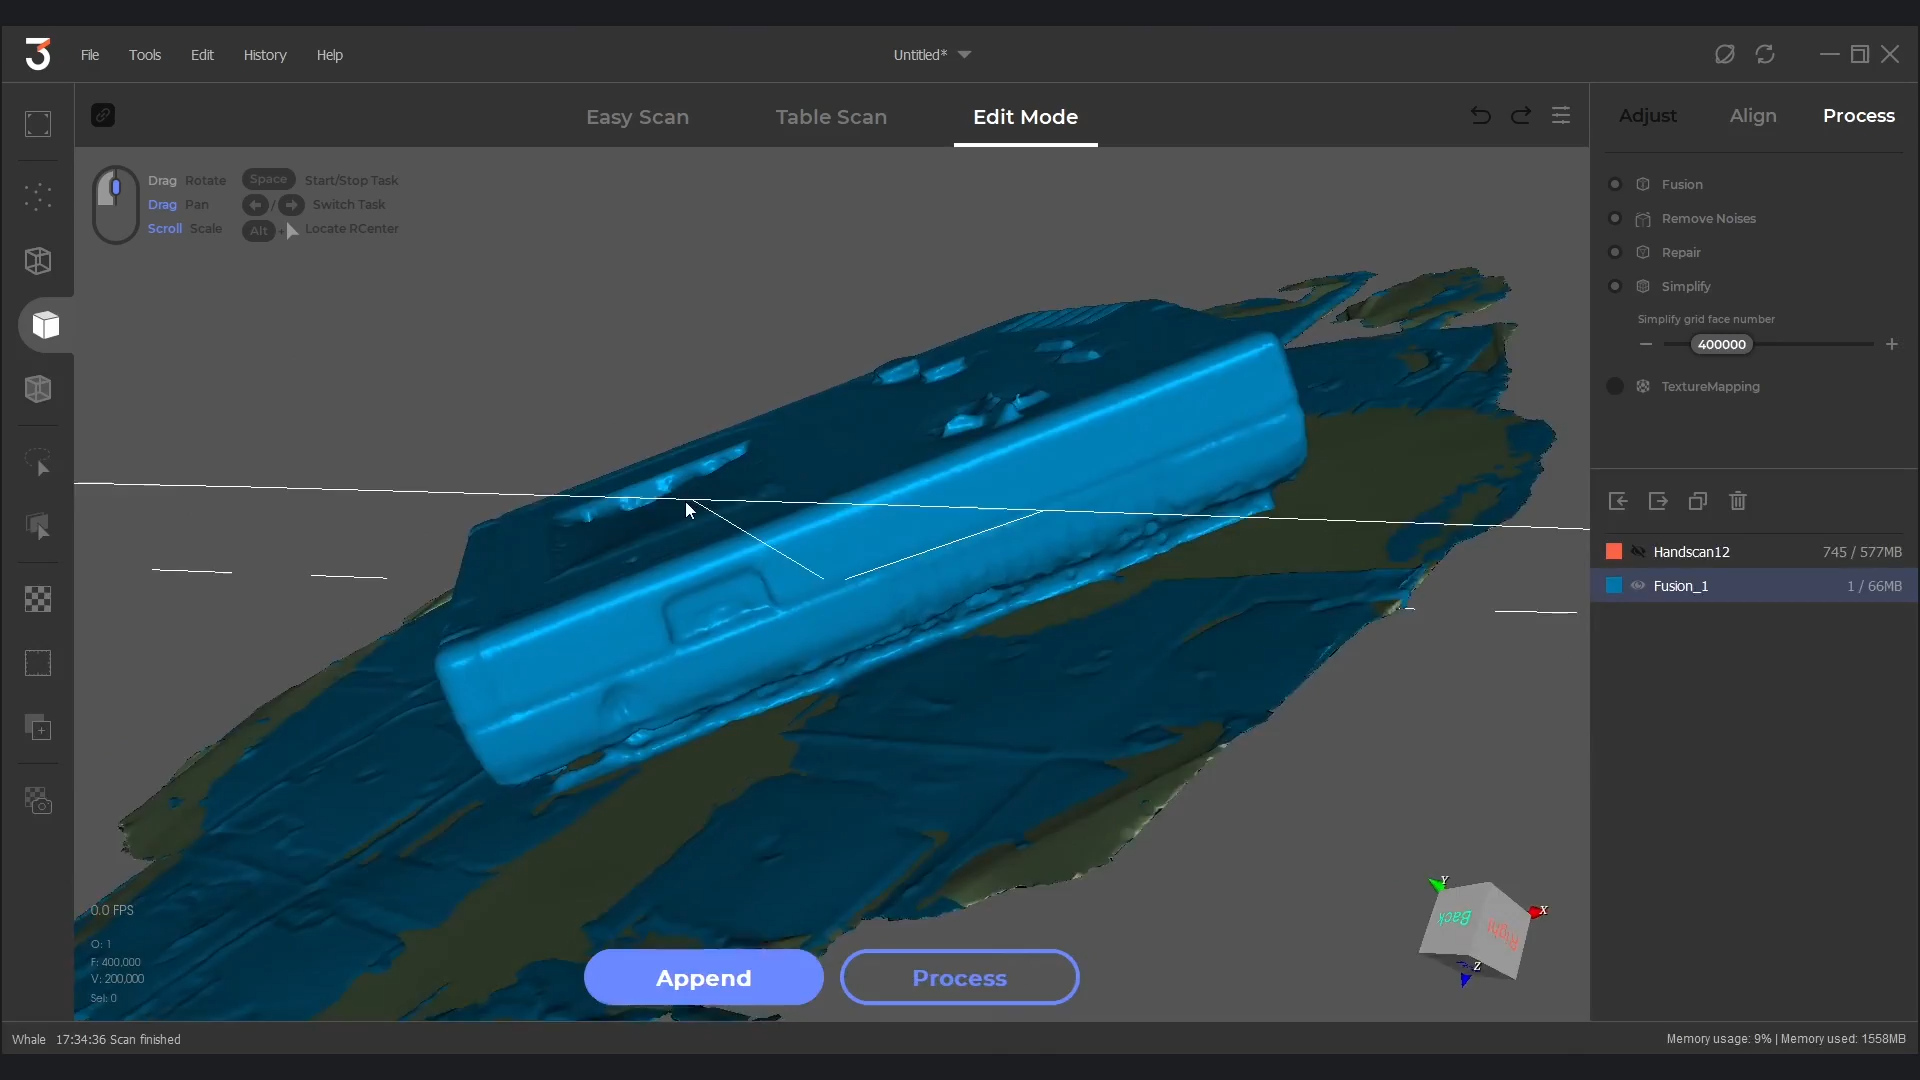 File Tools Edit History Help
Untitled*
Easy Scan Table Scan Edit Mode
Adjust Align Process
Drag Rotate Space Start/Stop Task
Drag Pan / Switch Task
Scroll Scale Alt + Locate RCenter
Fusion
Remove Noises
Repair
Simplify
Simplify grid face number
− 400000 +
TextureMapping
Handscan12 745 / 577MB
Fusion_1 1 / 66MB
0.0 FPS
O: 1
F: 400,000
V: 200,000
Sel: 0
Y
X
Back
Right
Z
Append Process
Whale 17:34:36 Scan finished
Memory usage: 9% | Memory used: 1558MB